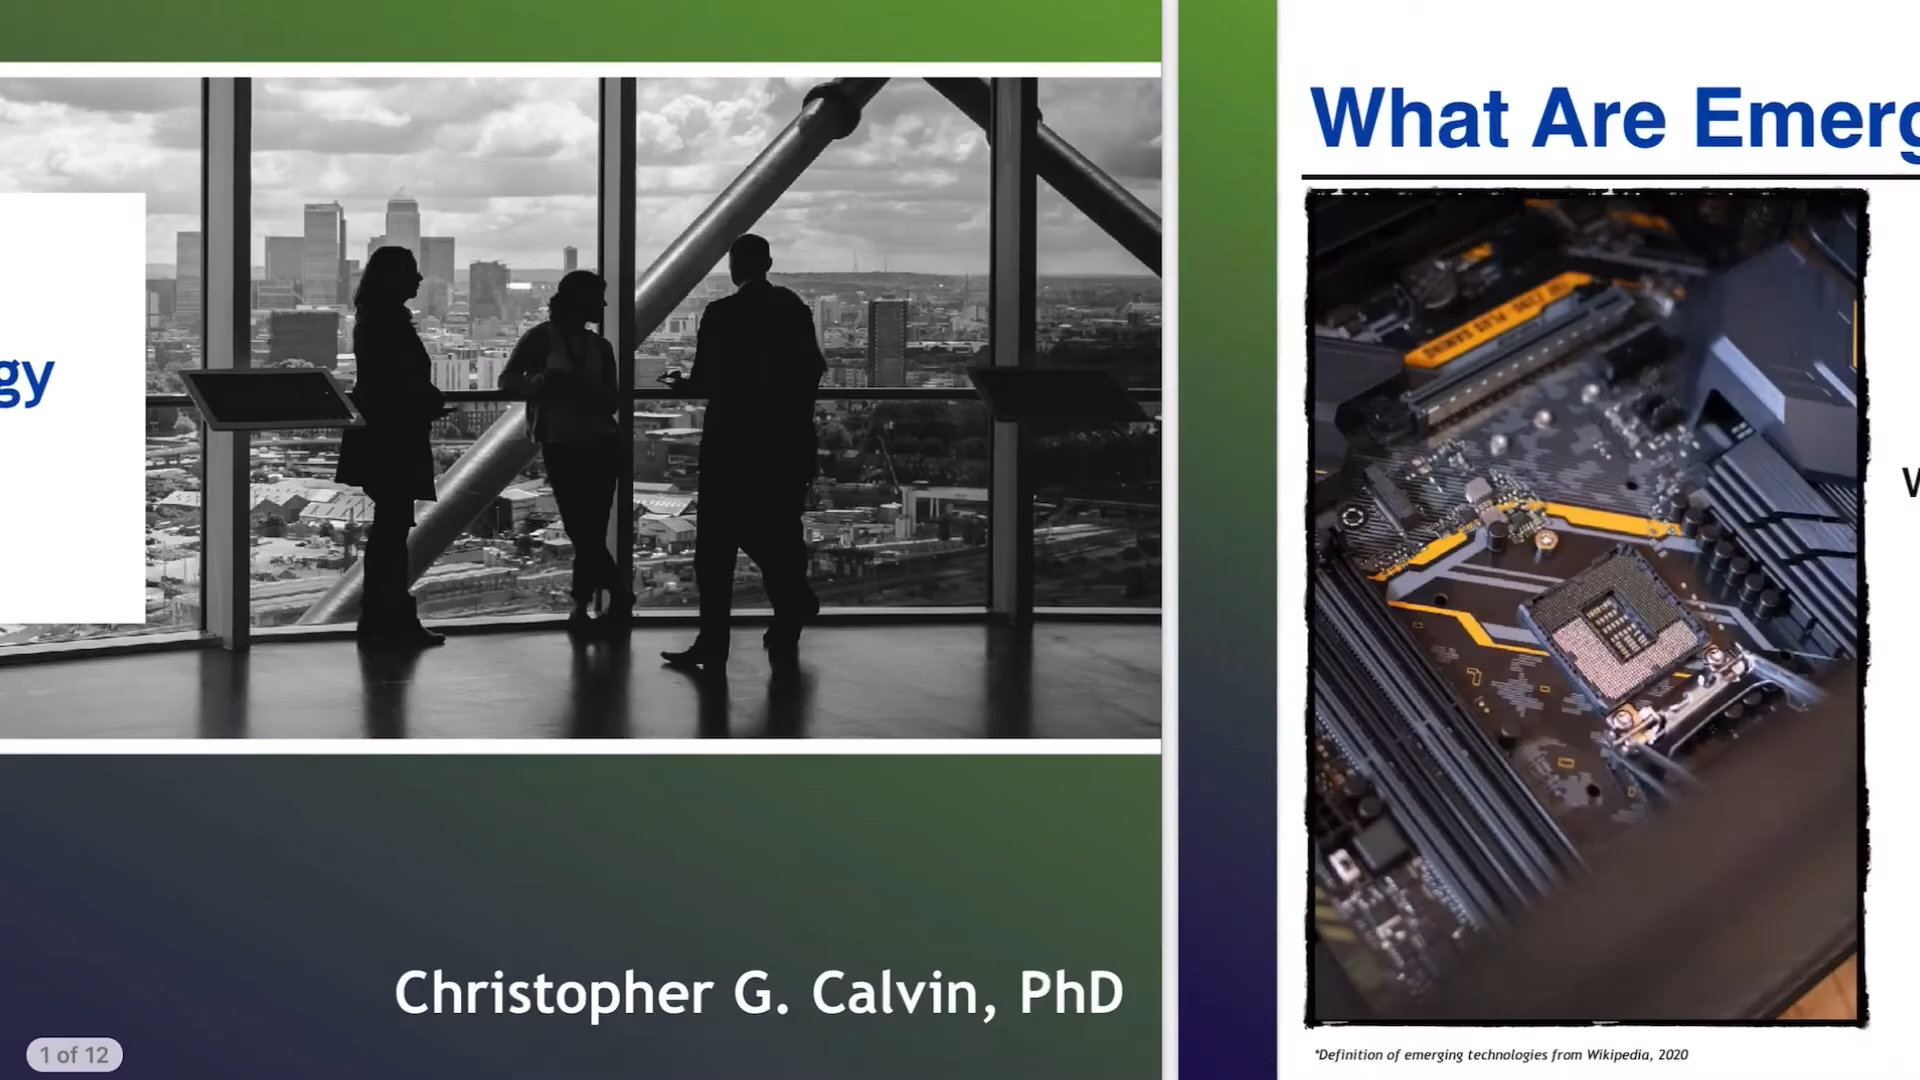 gy
Christopher G. Calvin, PhD
1 of 12
What Are Emerg
*Definition of emerging technologies from Wikipedia, 2020